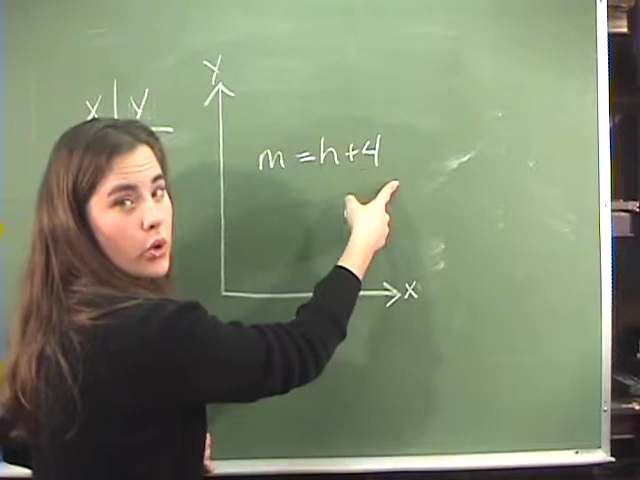 Y
X | Y
m = h + 4
X